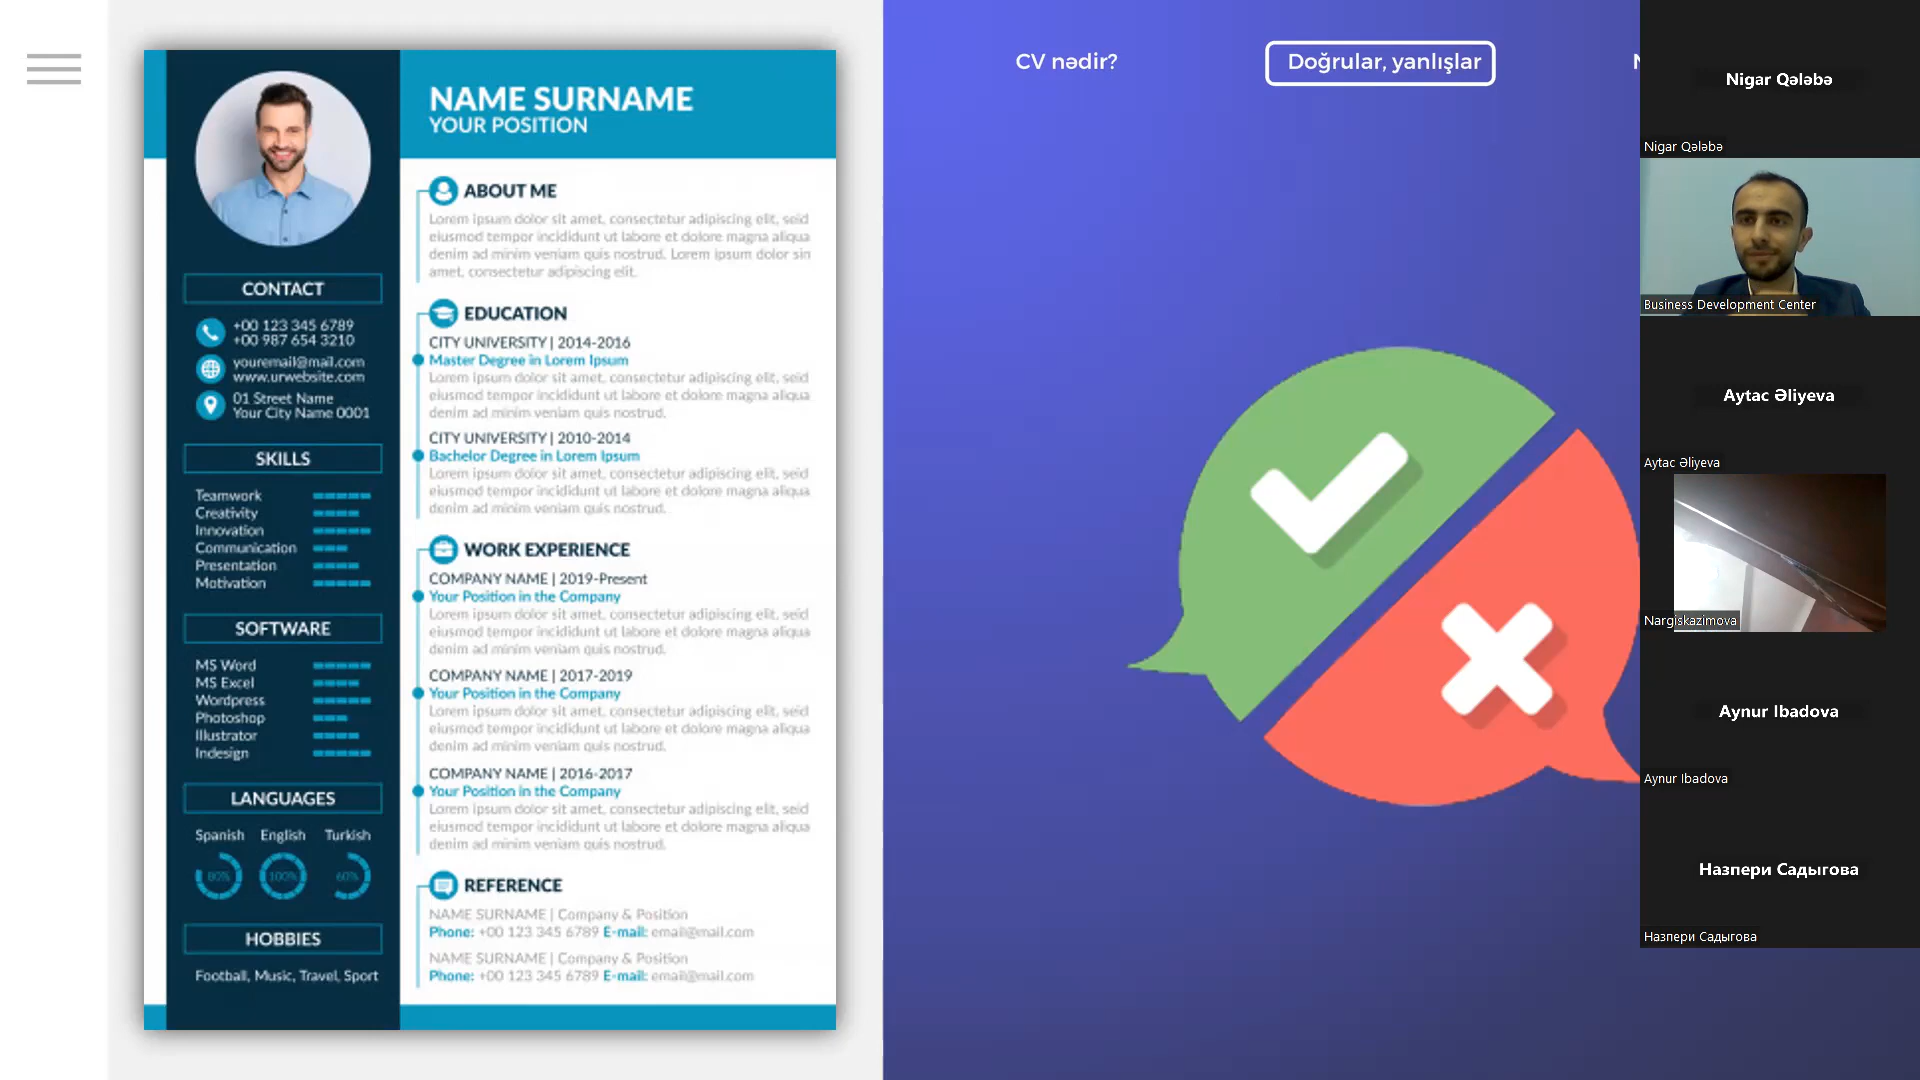 NAME SURNAME
YOUR POSITION
CONTACT
+00 123 345 6789
+00 987 654 3210
youremail@mail.com
www.urwebsite.com
01 Street Name
Your City Name 0001
SKILLS
Teamwork
Creativity
Innovation
Communication
Presentation
Motivation
SOFTWARE
MS Word
MS Excel
Wordpress
Photoshop
Illustrator
Indesign
LANGUAGES
Spanish English Turkish
80% 100% 60%
HOBBIES
Football, Music, Travel, Sport
ABOUT ME
Lorem ipsum dolor sit amet, consectetur adipiscing elit, seid
eiusmod tempor incididunt ut labore et dolore magna aliqua
denim ad minim veniam quis nostrud. Lorem ipsum dolor sin
amet, consectetur adipiscing elit.
EDUCATION
CITY UNIVERSITY | 2014-2016
Master Degree in Lorem Ipsum
Lorem ipsum dolor sit amet, consectetur adipiscing elit, seid
eiusmod tempor incididunt ut labore et dolore magna aliqua
denim ad minim veniam quis nostrud.
CITY UNIVERSITY | 2010-2014
Bachelor Degree in Lorem Ipsum
Lorem ipsum dolor sit amet, consectetur adipiscing elit, seid
eiusmod tempor incididunt ut labore et dolore magna aliqua
denim ad minim veniam quis nostrud.
WORK EXPERIENCE
COMPANY NAME | 2019-Present
Your Position in the Company
Lorem ipsum dolor sit amet, consectetur adipiscing elit, seid
eiusmod tempor incididunt ut labore et dolore magna aliqua
denim ad minim veniam quis nostrud.
COMPANY NAME | 2017-2019
Your Position in the Company
Lorem ipsum dolor sit amet, consectetur adipiscing elit, seid
eiusmod tempor incididunt ut labore et dolore magna aliqua
denim ad minim veniam quis nostrud.
COMPANY NAME | 2016-2017
Your Position in the Company
Lorem ipsum dolor sit amet, consectetur adipiscing elit, seid
eiusmod tempor incididunt ut labore et dolore magna aliqua
denim ad minim veniam quis nostrud.
REFERENCE
NAME SURNAME | Company & Position
Phone: +00 123 345 6789 E-mail: email@mail.com
NAME SURNAME | Company & Position
Phone: +00 123 345 6789 E-mail: email@mail.com
CV nədir?
Doğrular, yanlışlar
Nigar Qələbə
Nigar Qələbə
Business Development Center
Aytac Əliyeva
Aytac Əliyeva
Nargiskazimova
Aynur Ibadova
Aynur Ibadova
Назпери Садыгова
Назпери Садыгова